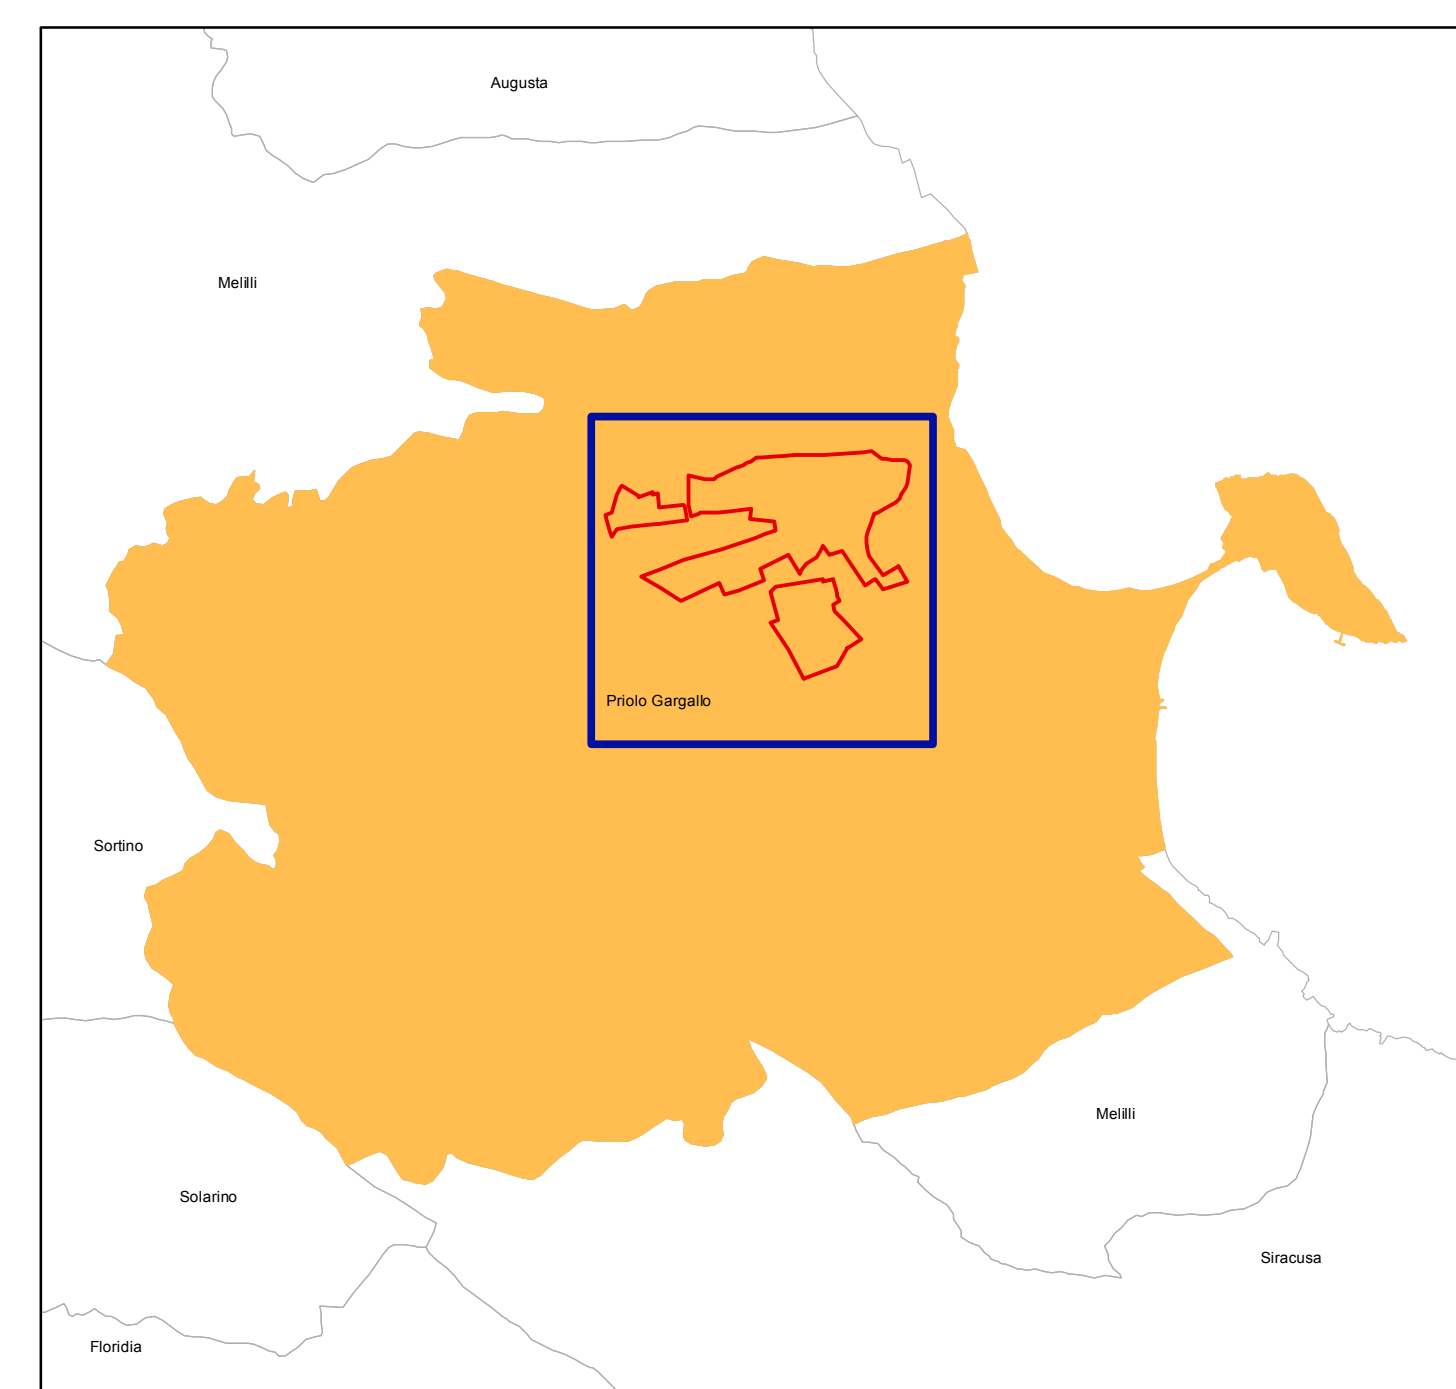 Augusta
Melilli
Priolo Gargallo
Sortino
Melilli
Solarino
Siracusa
Floridia